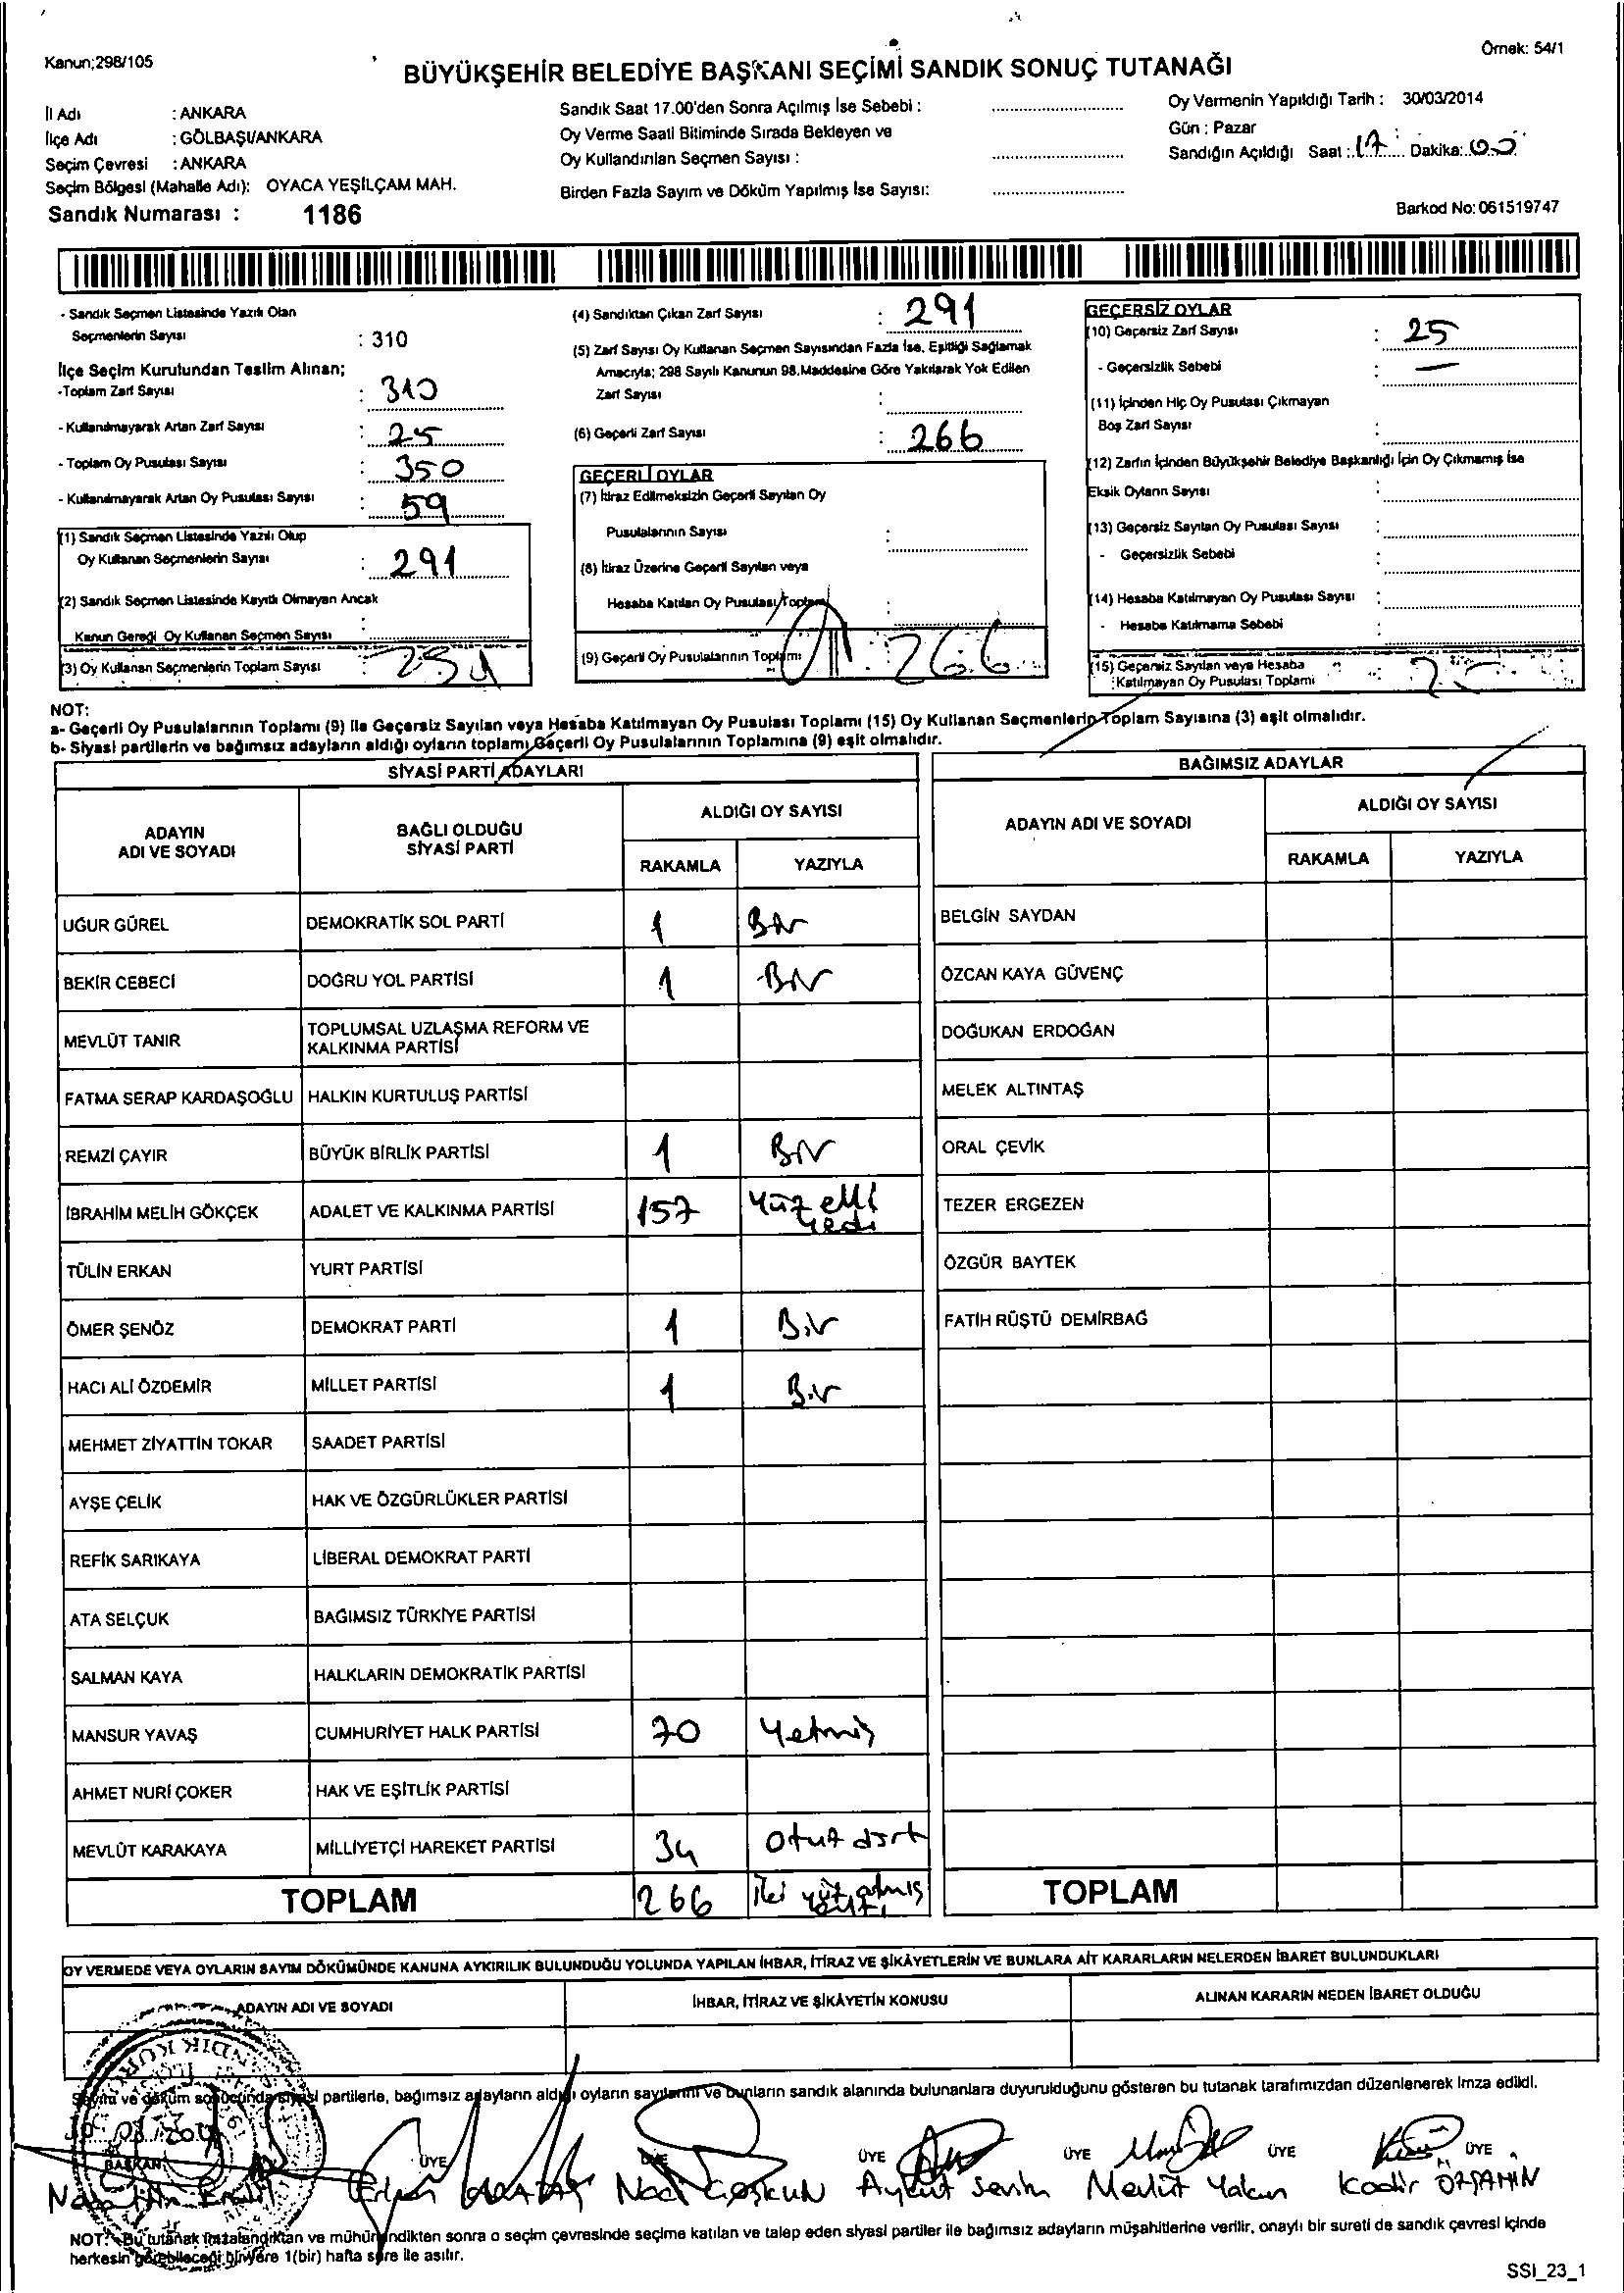 Kanun;298/105
Örnek: 54/1
BÜYÜKŞEHİR BELEDİYE BAŞKANI SEÇİMİ SANDIK SONUÇ TUTANAĞI
İl Adı : ANKARA
İlçe Adı : GÖLBAŞI/ANKARA
Seçim Çevresi : ANKARA
Seçim Bölgesi (Mahalle Adı): OYACA YEŞİLÇAM MAH.
Sandık Numarası : 1186
Sandık Saat 17.00'den Sonra Açılmış İse Sebebi :
Oy Verme Saati Bitiminde Sırada Bekleyen ve
Oy Kullandırılan Seçmen Sayısı :
Birden Fazla Sayım ve Döküm Yapılmış İse Sayısı:
Oy Vermenin Yapıldığı Tarih : 30/03/2014
Gün : Pazar
Sandığın Açıldığı Saat : 17 Dakika: 00
Barkod No: 061519747
- Sandık Seçmen Listesinde Yazılı Olan
Seçmenlerin Sayısı : 310
İlçe Seçim Kurulundan Teslim Alınan;
-Toplam Zarf Sayısı : 310
- Kullanılmayarak Artan Zarf Sayısı : 25
- Toplam Oy Pusulası Sayısı : 350
- Kullanılmayarak Artan Oy Pusulası Sayısı : 59
(1) Sandık Seçmen Listesinde Yazılı Olup
Oy Kullanan Seçmenlerin Sayısı : 291
(2) Sandık Seçmen Listesinde Kayıtlı Olmayan Ancak
Kanun Gereği Oy Kullanan Seçmen Sayısı :
(3) Oy Kullanan Seçmenlerin Toplam Sayısı : 291
(4) Sandıktan Çıkan Zarf Sayısı : 291
(5) Zarf Sayısı Oy Kullanan Seçmen Sayısından Fazla İse, Eşitliği Sağlamak
Amacıyla; 298 Sayılı Kanunun 98.Maddesine Göre Yakılarak Yok Edilen
Zarf Sayısı :
(6) Geçerli Zarf Sayısı : 266
GEÇERLİ OYLAR
(7) İtiraz Edilmeksizin Geçerli Sayılan Oy
Pusulalarının Sayısı :
(8) İtiraz Üzerine Geçerli Sayılan veya
Hesaba Katılan Oy Pusulası Toplamı :
(9) Geçerli Oy Pusulalarının Toplamı : 266
GEÇERSİZ OYLAR
(10) Geçersiz Zarf Sayısı : 25
- Geçersizlik Sebebi : —
(11) İçinden Hiç Oy Pusulası Çıkmayan
Boş Zarf Sayısı :
(12) Zarfın İçinden Büyükşehir Belediye Başkanlığı İçin Oy Çıkmamış İse
Eksik Oyların Sayısı :
(13) Geçersiz Sayılan Oy Pusulası Sayısı :
- Geçersizlik Sebebi :
(14) Hesaba Katılmayan Oy Pusulası Sayısı :
- Hesaba Katılmama Sebebi :
(15) Geçersiz Sayılan veya Hesaba
Katılmayan Oy Pusulası Toplamı : 25
NOT:
a- Geçerli Oy Pusulalarının Toplamı (9) ile Geçersiz Sayılan veya Hesaba Katılmayan Oy Pusulası Toplamı (15) Oy Kullanan Seçmenlerin Toplam Sayısına (3) eşit olmalıdır.
b- Siyasi partilerin ve bağımsız adayların aldığı oyların toplamı Geçerli Oy Pusulalarının Toplamına (9) eşit olmalıdır.
SİYASİ PARTİ ADAYLARI
ADAYIN ADI VE SOYADI
BAĞLI OLDUĞU SİYASİ PARTİ
ALDIĞI OY SAYISI
RAKAMLA YAZIYLA
UĞUR GÜREL DEMOKRATİK SOL PARTİ 1 Bir
BEKİR CEBECİ DOĞRU YOL PARTİSİ 1 Bir
MEVLÜT TANIR TOPLUMSAL UZLAŞMA REFORM VE KALKINMA PARTİSİ
FATMA SERAP KARDAŞOĞLU HALKIN KURTULUŞ PARTİSİ
REMZİ ÇAYIR BÜYÜK BİRLİK PARTİSİ 1 Bir
İBRAHİM MELİH GÖKÇEK ADALET VE KALKINMA PARTİSİ 157 Yüz elli yedi
TÜLİN ERKAN YURT PARTİSİ
ÖMER ŞENÖZ DEMOKRAT PARTİ 1 Bir
HACI ALİ ÖZDEMİR MİLLET PARTİSİ 1 Bir
MEHMET ZİYATTİN TOKAR SAADET PARTİSİ
AYŞE ÇELİK HAK VE ÖZGÜRLÜKLER PARTİSİ
REFİK SARIKAYA LİBERAL DEMOKRAT PARTİ
ATA SELÇUK BAĞIMSIZ TÜRKİYE PARTİSİ
SALMAN KAYA HALKLARIN DEMOKRATİK PARTİSİ
MANSUR YAVAŞ CUMHURİYET HALK PARTİSİ 70 Yetmiş
AHMET NURİ ÇOKER HAK VE EŞİTLİK PARTİSİ
MEVLÜT KARAKAYA MİLLİYETÇİ HAREKET PARTİSİ 34 Otuz dört
TOPLAM 266 İki yüz atmış altı
BAĞIMSIZ ADAYLAR
ADAYIN ADI VE SOYADI
ALDIĞI OY SAYISI
RAKAMLA YAZIYLA
BELGİN SAYDAN
ÖZCAN KAYA GÜVENÇ
DOĞUKAN ERDOĞAN
MELEK ALTINTAŞ
ORAL ÇEVİK
TEZER ERGEZEN
ÖZGÜR BAYTEK
FATİH RÜŞTÜ DEMİRBAĞ
TOPLAM
OY VERMEDE VEYA OYLARIN SAYIM DÖKÜMÜNDE KANUNA AYKIRILIK BULUNDUĞU YOLUNDA YAPILAN İHBAR, İTİRAZ VE ŞİKÂYETLERİN VE BUNLARA AİT KARARLARIN NELERDEN İBARET BULUNDUKLARI
ADAYIN ADI VE SOYADI
İHBAR, İTİRAZ VE ŞİKÂYETİN KONUSU
ALINAN KARARIN NEDEN İBARET OLDUĞU
Sayım ve döküm sonucunda siyasi partilerle, bağımsız adayların aldığı oyların sayılarını ve bunların sandık alanında bulunanlara duyurulduğunu gösteren bu tutanak tarafımızdan düzenlenerek imza edildi.
BAŞKAN ÜYE ÜYE ÜYE ÜYE ÜYE ÜYE
Naci COŞKUN Aykut Sevim Mevlüt Yakan Kadir ÖZŞAHİN
NOT: Bu tutanak imzalandıktan ve mühürlendikten sonra o seçim çevresinde seçime katılan ve talep eden siyasi partiler ile bağımsız adayların müşahitlerine verilir, onaylı bir sureti de sandık çevresi içinde
herkesin görebileceği bir yere 1(bir) hafta süre ile asılır.
SSI_23_1